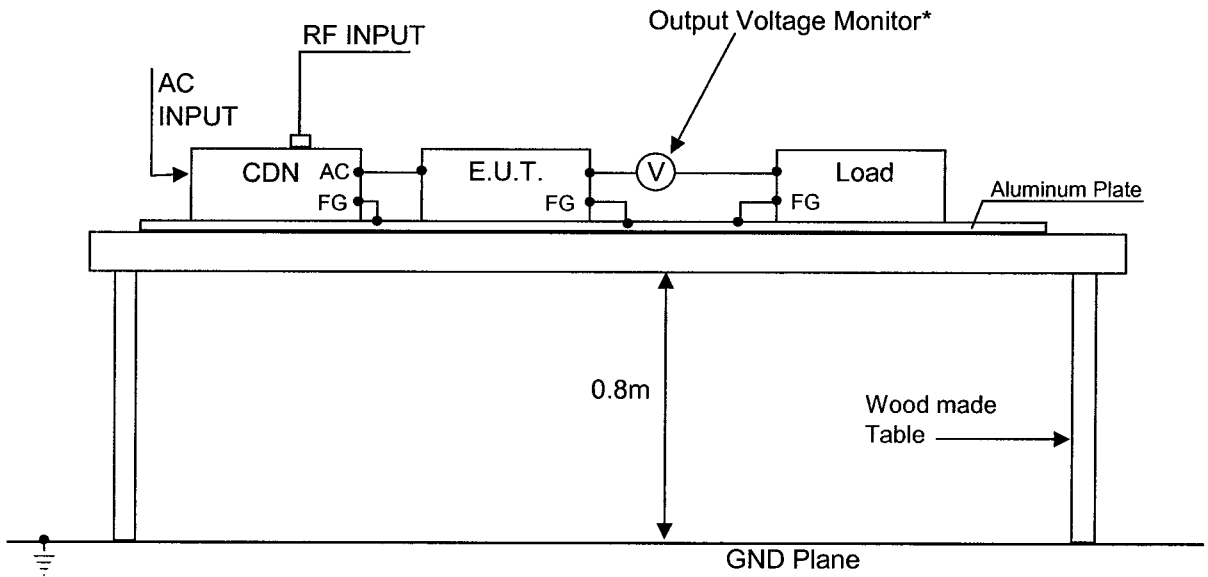 Output Voltage Monitor*
RF INPUT
AC
INPUT
CDN
AC
FG
E.U.T.
FG
V
Load
FG
Aluminum Plate
0.8m
Wood made
Table
GND Plane